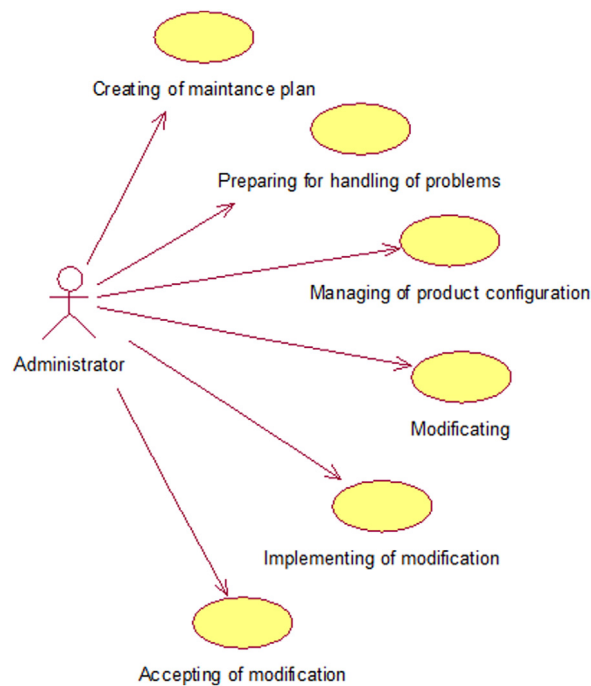 Creating of maintance plan
Preparing for handling of problems
Managing of product configuration
Administrator
Modificating
Implementing of modification
Accepting of modification